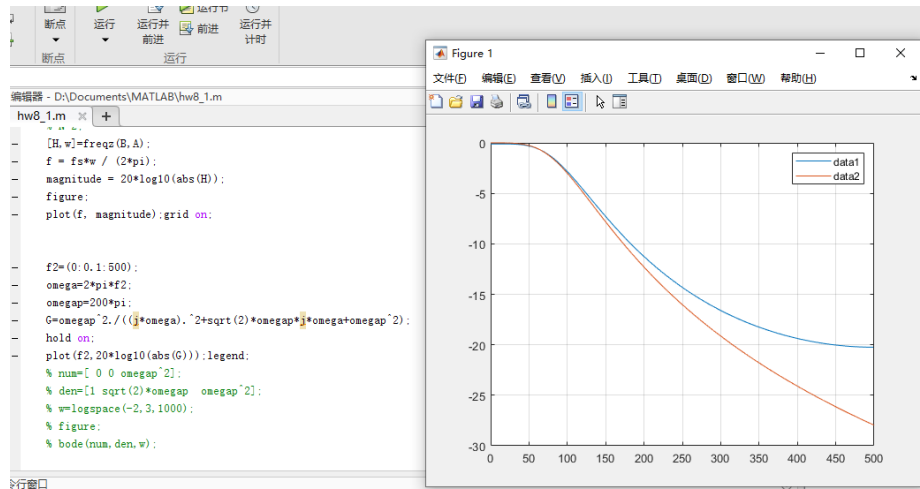 断点 运行 运行并 前进 运行节 前进 运行并 计时
断点 运行
编辑器 - D:\Documents\MATLAB\hw8_1.m
hw8_1.m × +
[H,w]=freqz(B,A);
f = fs*w / (2*pi);
magnitude = 20*log10(abs(H));
figure;
plot(f, magnitude);grid on;
f2=(0:0.1:500);
omega=2*pi*f2;
omegap=200*pi;
G=omegap^2./((j*omega).^2+sqrt(2)*omegap*j*omega+omegap^2);
hold on;
plot(f2,20*log10(abs(G)));legend;
% num=[ 0 0 omegap^2];
% den=[1 sqrt(2)*omegap  omegap^2];
% w=logspace(-2,3,1000);
% figure;
% bode(num,den,w);
令行窗口
Figure 1
文件(F) 编辑(E) 查看(V) 插入(I) 工具(T) 桌面(D) 窗口(W) 帮助(H)
data1
data2
0
-5
-10
-15
-20
-25
-30
0 50 100 150 200 250 300 350 400 450 500